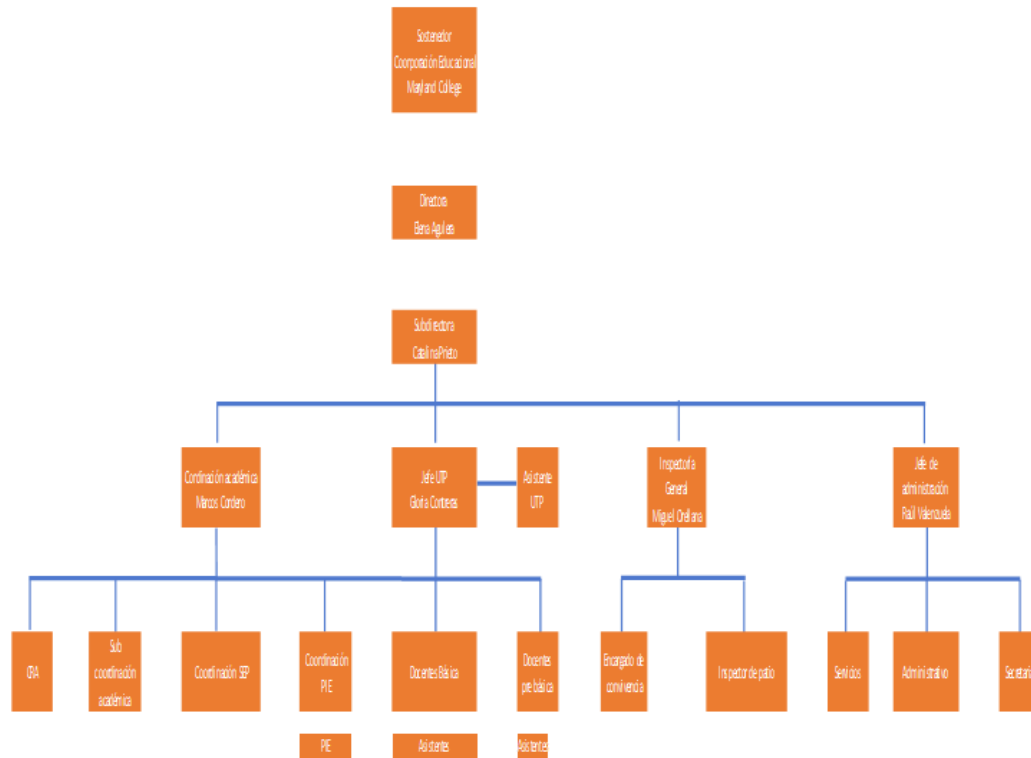 Sostenedor
Coorporación Educacional
Maryland College
Directora
Elena Aguilera
Subdirectora
Catalina Prieto
Cordinación académica
Marcos Cordero
Jefe UTP
Gloria Contreras
Asistente
UTP
Inspectoría
General
Miguel Orellana
Jefe de
administración
Raúl Valenzuela
CRA
Sub
coordinación
académica
Coordinación SEP
Coordinación
PIE
Docentes Básica
Docentes
pre básica
Encargado de
convivencia
Inspector de patio
Servicios
Administrativo
Secretaria
PIE
Asistentes
Asistentes